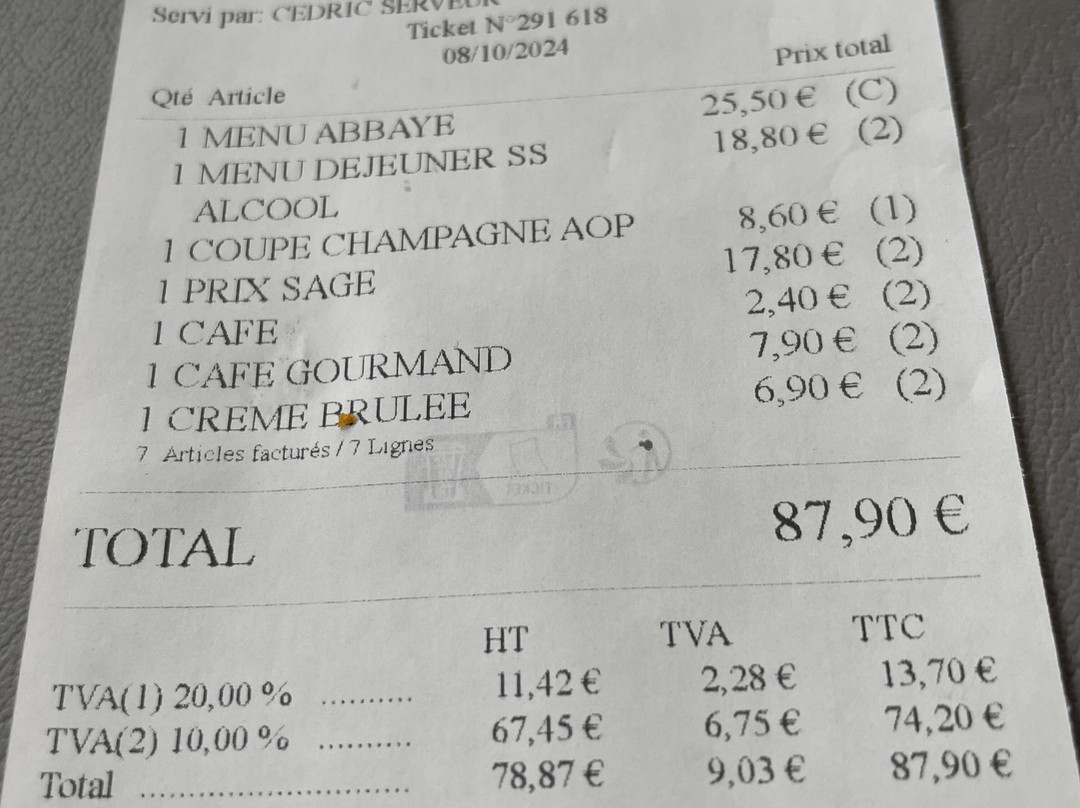 Servi par: CEDRIC SERVEUR
Ticket N°291 618
08/10/2024
Qté Article Prix total
1 MENU ABBAYE 25,50 € (C)
1 MENU DEJEUNER SS 18,80 € (2)
ALCOOL
1 COUPE CHAMPAGNE AOP 8,60 € (1)
1 PRIX SAGE 17,80 € (2)
1 CAFE 2,40 € (2)
1 CAFE GOURMAND 7,90 € (2)
1 CREME BRULEE 6,90 € (2)
7 Articles facturés / 7 Lignes
TOTAL 87,90 €
HT TVA TTC
TVA(1) 20,00 % .......... 11,42 € 2,28 € 13,70 €
TVA(2) 10,00 % .......... 67,45 € 6,75 € 74,20 €
Total ............................. 78,87 € 9,03 € 87,90 €